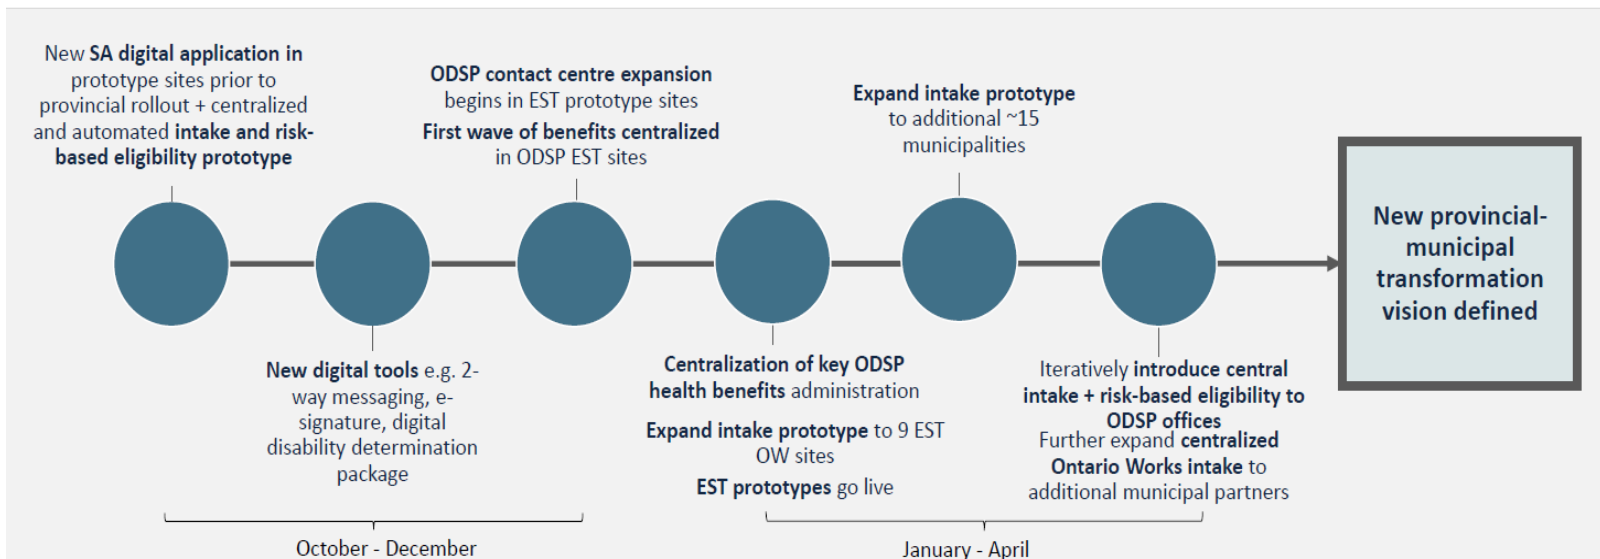 New SA digital application in
prototype sites prior to
provincial rollout + centralized
and automated intake and risk-
based eligibility prototype
New digital tools e.g. 2-
way messaging, e-
signature, digital
disability determination
package
ODSP contact centre expansion
begins in EST prototype sites
First wave of benefits centralized
in ODSP EST sites
Centralization of key ODSP
health benefits administration
Expand intake prototype to 9 EST
OW sites
EST prototypes go live
Expand intake prototype
to additional ~15
municipalities
Iteratively introduce central
intake + risk-based eligibility to
ODSP offices
Further expand centralized
Ontario Works intake to
additional municipal partners
New provincial-
municipal
transformation
vision defined
October - December
January - April